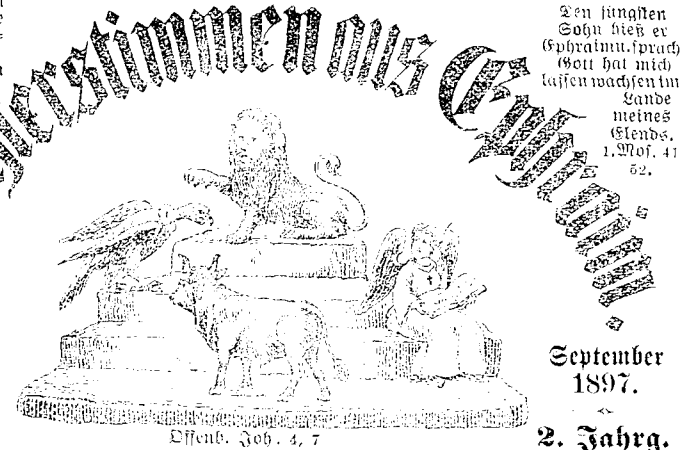 erstimmen aus Ephraim.
Den jüngsten
Sohn hieß er
Ephraim u. sprach
Gott hat mich
lassen wachsen im
Lande
meines
Elends.
1. Mos. 41
52.
Offenb. Joh. 4, 7
September
1897.
2. Jahrg.